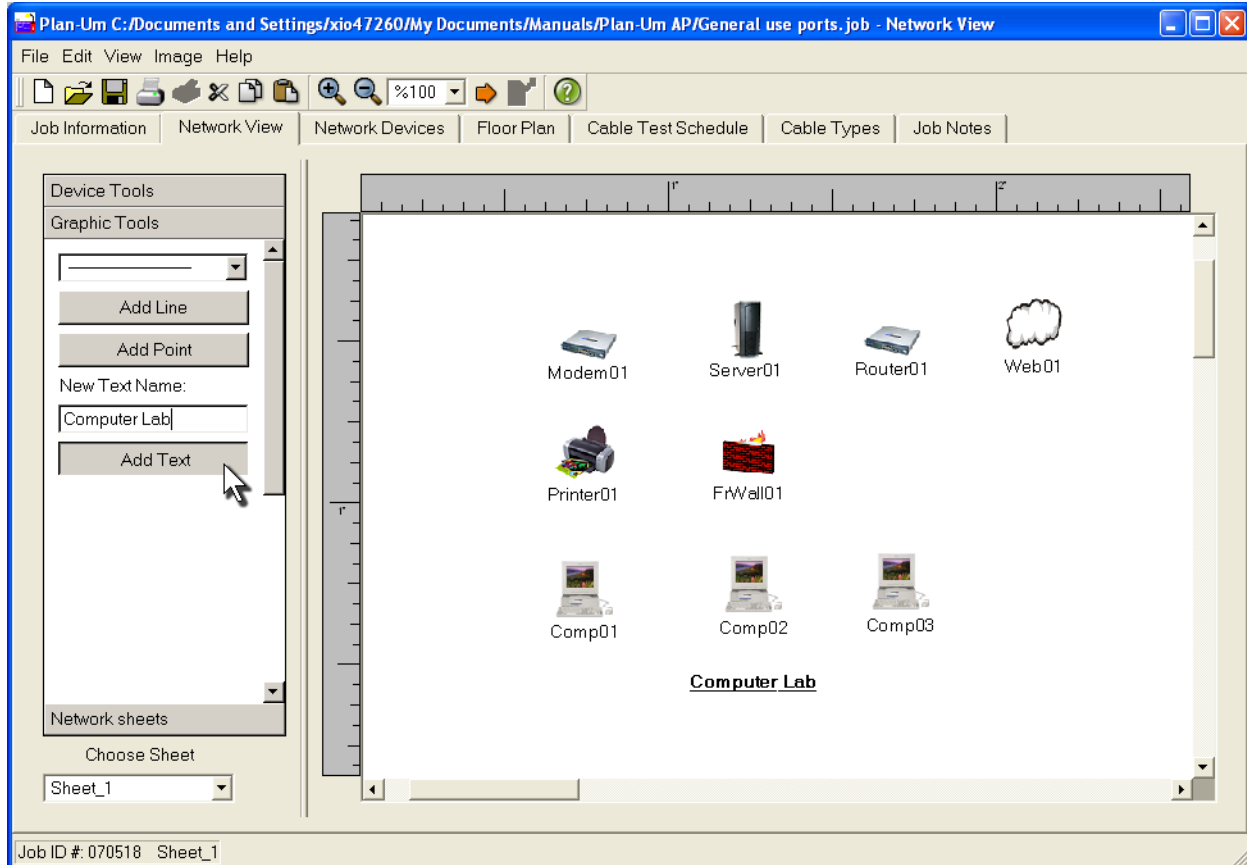 Plan-Um C:/Documents and Settings/xio47260/My Documents/Manuals/Plan-Um AP/General use ports.job - Network View
File Edit View Image Help
%100
Job Information Network View Network Devices Floor Plan Cable Test Schedule Cable Types Job Notes
Device Tools
Graphic Tools
Add Line
Add Point
New Text Name:
Computer Lab
Add Text
Network sheets
Choose Sheet
Sheet_1
1"
2"
1"
Modem01 Server01 Router01 Web01
Printer01 FrWall01
Comp01 Comp02 Comp03
Computer Lab
Job ID #: 070518 Sheet_1